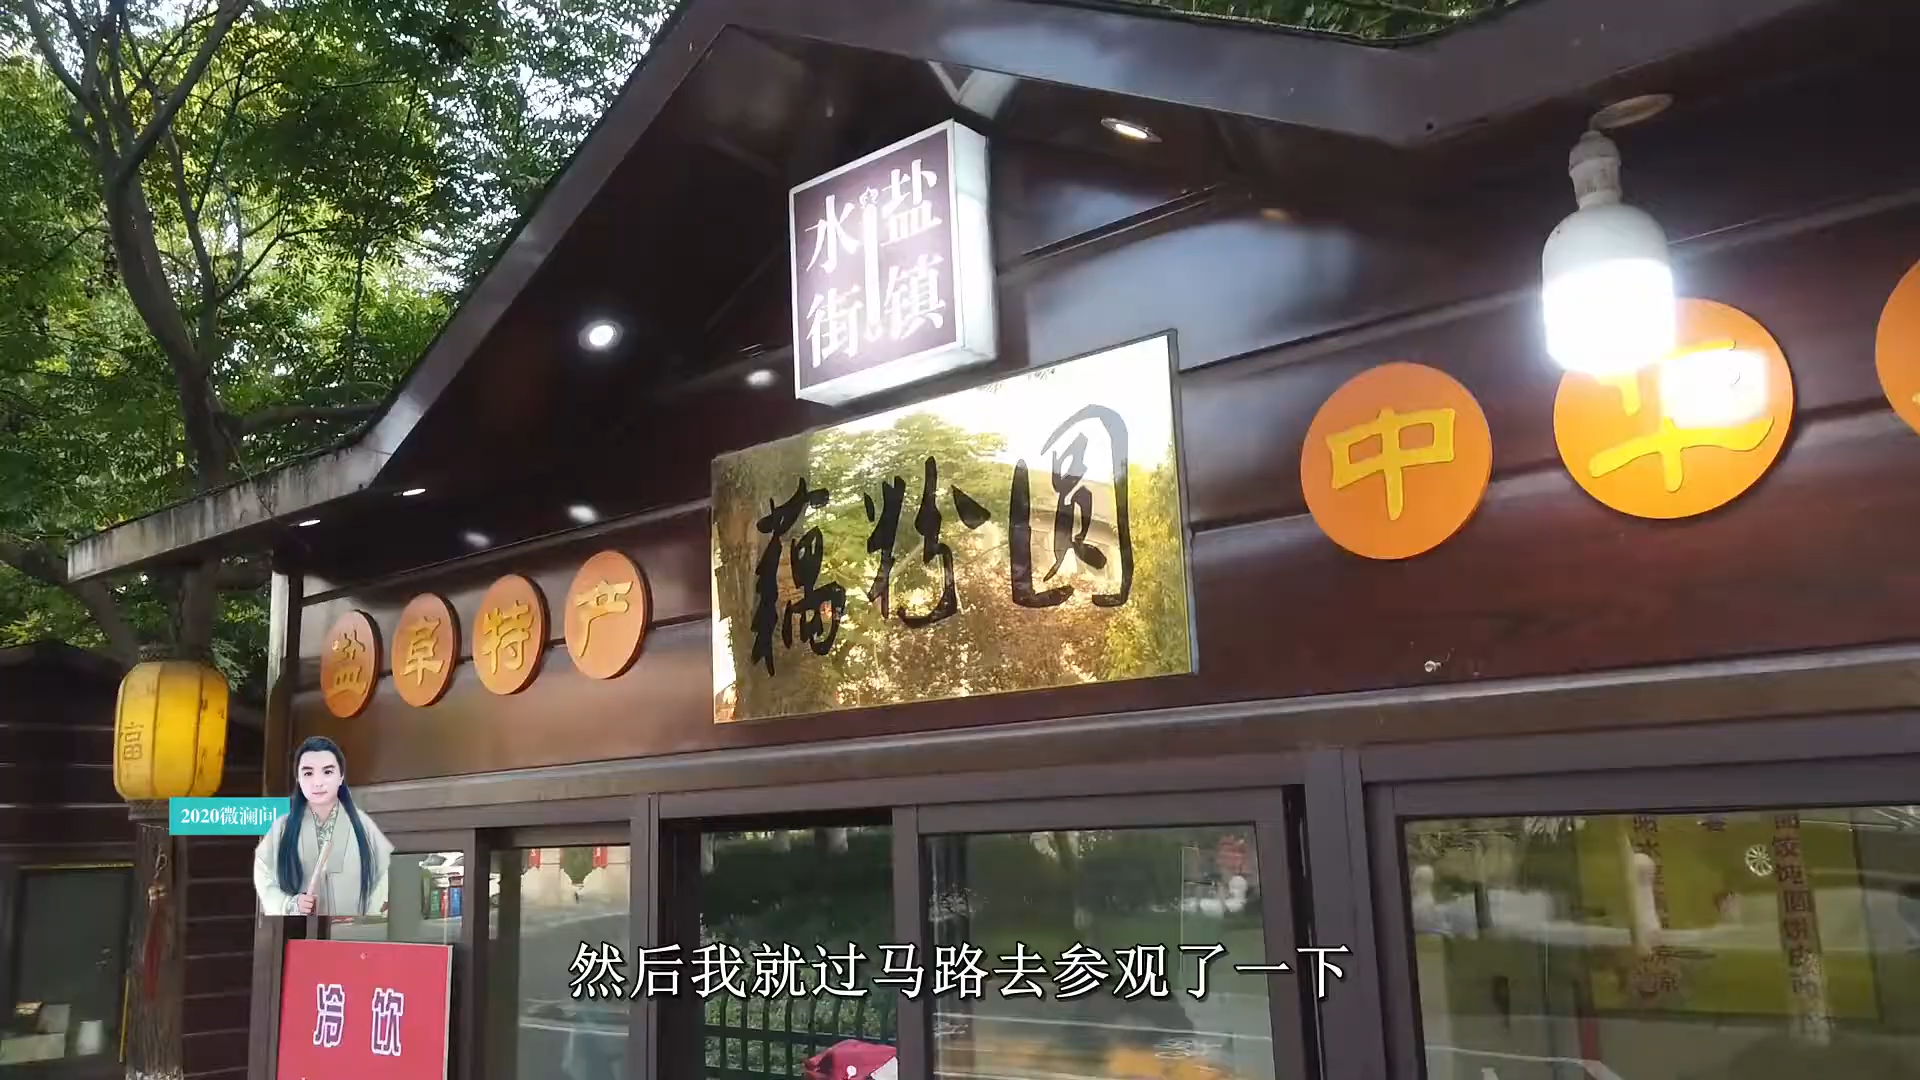 盐镇
水街
藕粉圆
盐阜特产
中华
福
2020微澜间
冷饮
然后我就过马路去参观了一下